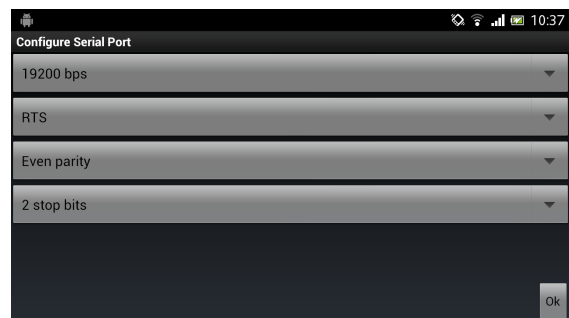 10:37
Configure Serial Port
19200 bps
RTS
Even parity
2 stop bits
Ok